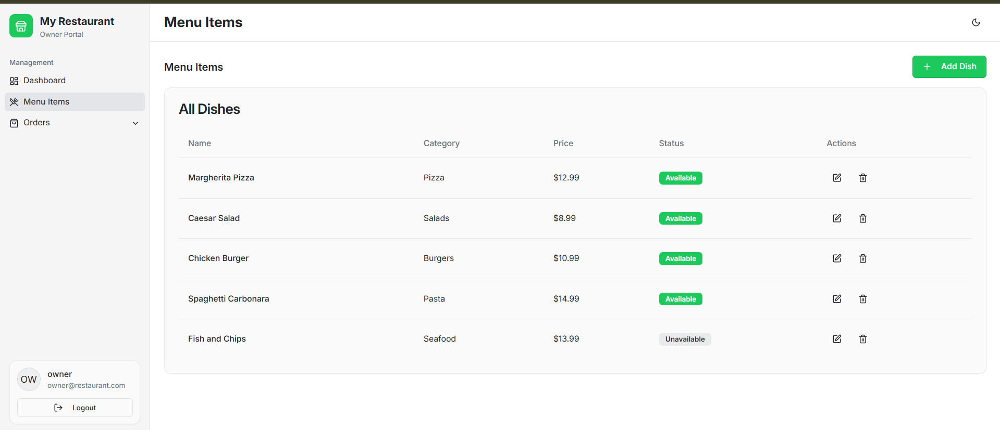 My Restaurant
Owner Portal
Management
Dashboard
Menu Items
Orders
OW
owner
owner@restaurant.com
Logout
Menu Items
Menu Items
Add Dish
All Dishes
Name Category Price Status Actions
Margherita Pizza Pizza $12.99 Available
Caesar Salad Salads $8.99 Available
Chicken Burger Burgers $10.99 Available
Spaghetti Carbonara Pasta $14.99 Available
Fish and Chips Seafood $13.99 Unavailable